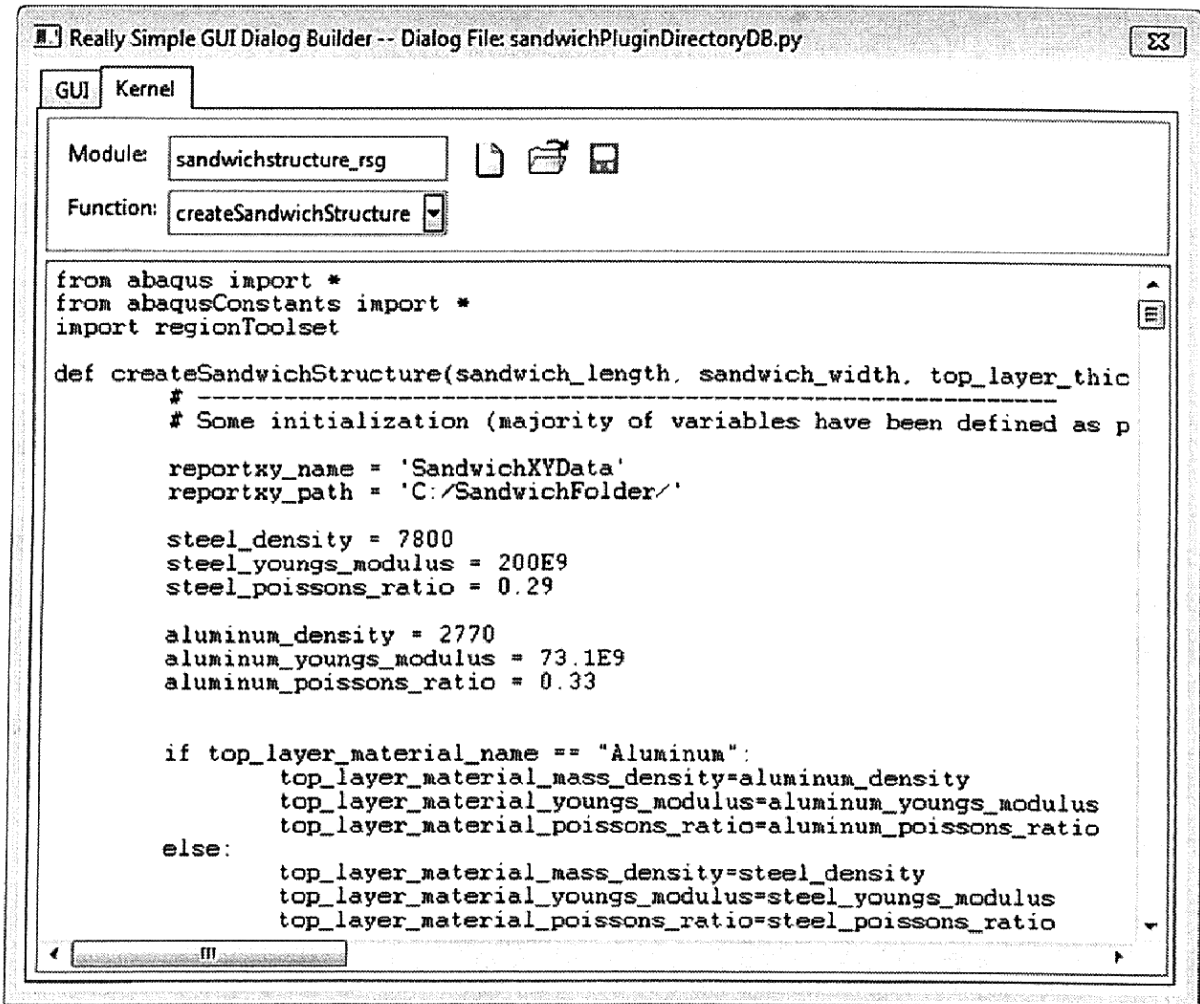 Really Simple GUI Dialog Builder -- Dialog File: sandwichPluginDirectoryDB.py
GUI Kernel
Module: sandwichstructure_rsg
Function: createSandwichStructure
from abaqus import *
from abaqusConstants import *
import regionToolset
def createSandwichStructure(sandwich_length, sandwich_width, top_layer_thic
# ------------------------------------------------------------
# Some initialization (majority of variables have been defined as p
reportxy_name = 'SandwichXYData'
reportxy_path = 'C:/SandwichFolder/'
steel_density = 7800
steel_youngs_modulus = 200E9
steel_poissons_ratio = 0.29
aluminum_density = 2770
aluminum_youngs_modulus = 73.1E9
aluminum_poissons_ratio = 0.33
if top_layer_material_name == "Aluminum":
top_layer_material_mass_density=aluminum_density
top_layer_material_youngs_modulus=aluminum_youngs_modulus
top_layer_material_poissons_ratio=aluminum_poissons_ratio
else:
top_layer_material_mass_density=steel_density
top_layer_material_youngs_modulus=steel_youngs_modulus
top_layer_material_poissons_ratio=steel_poissons_ratio